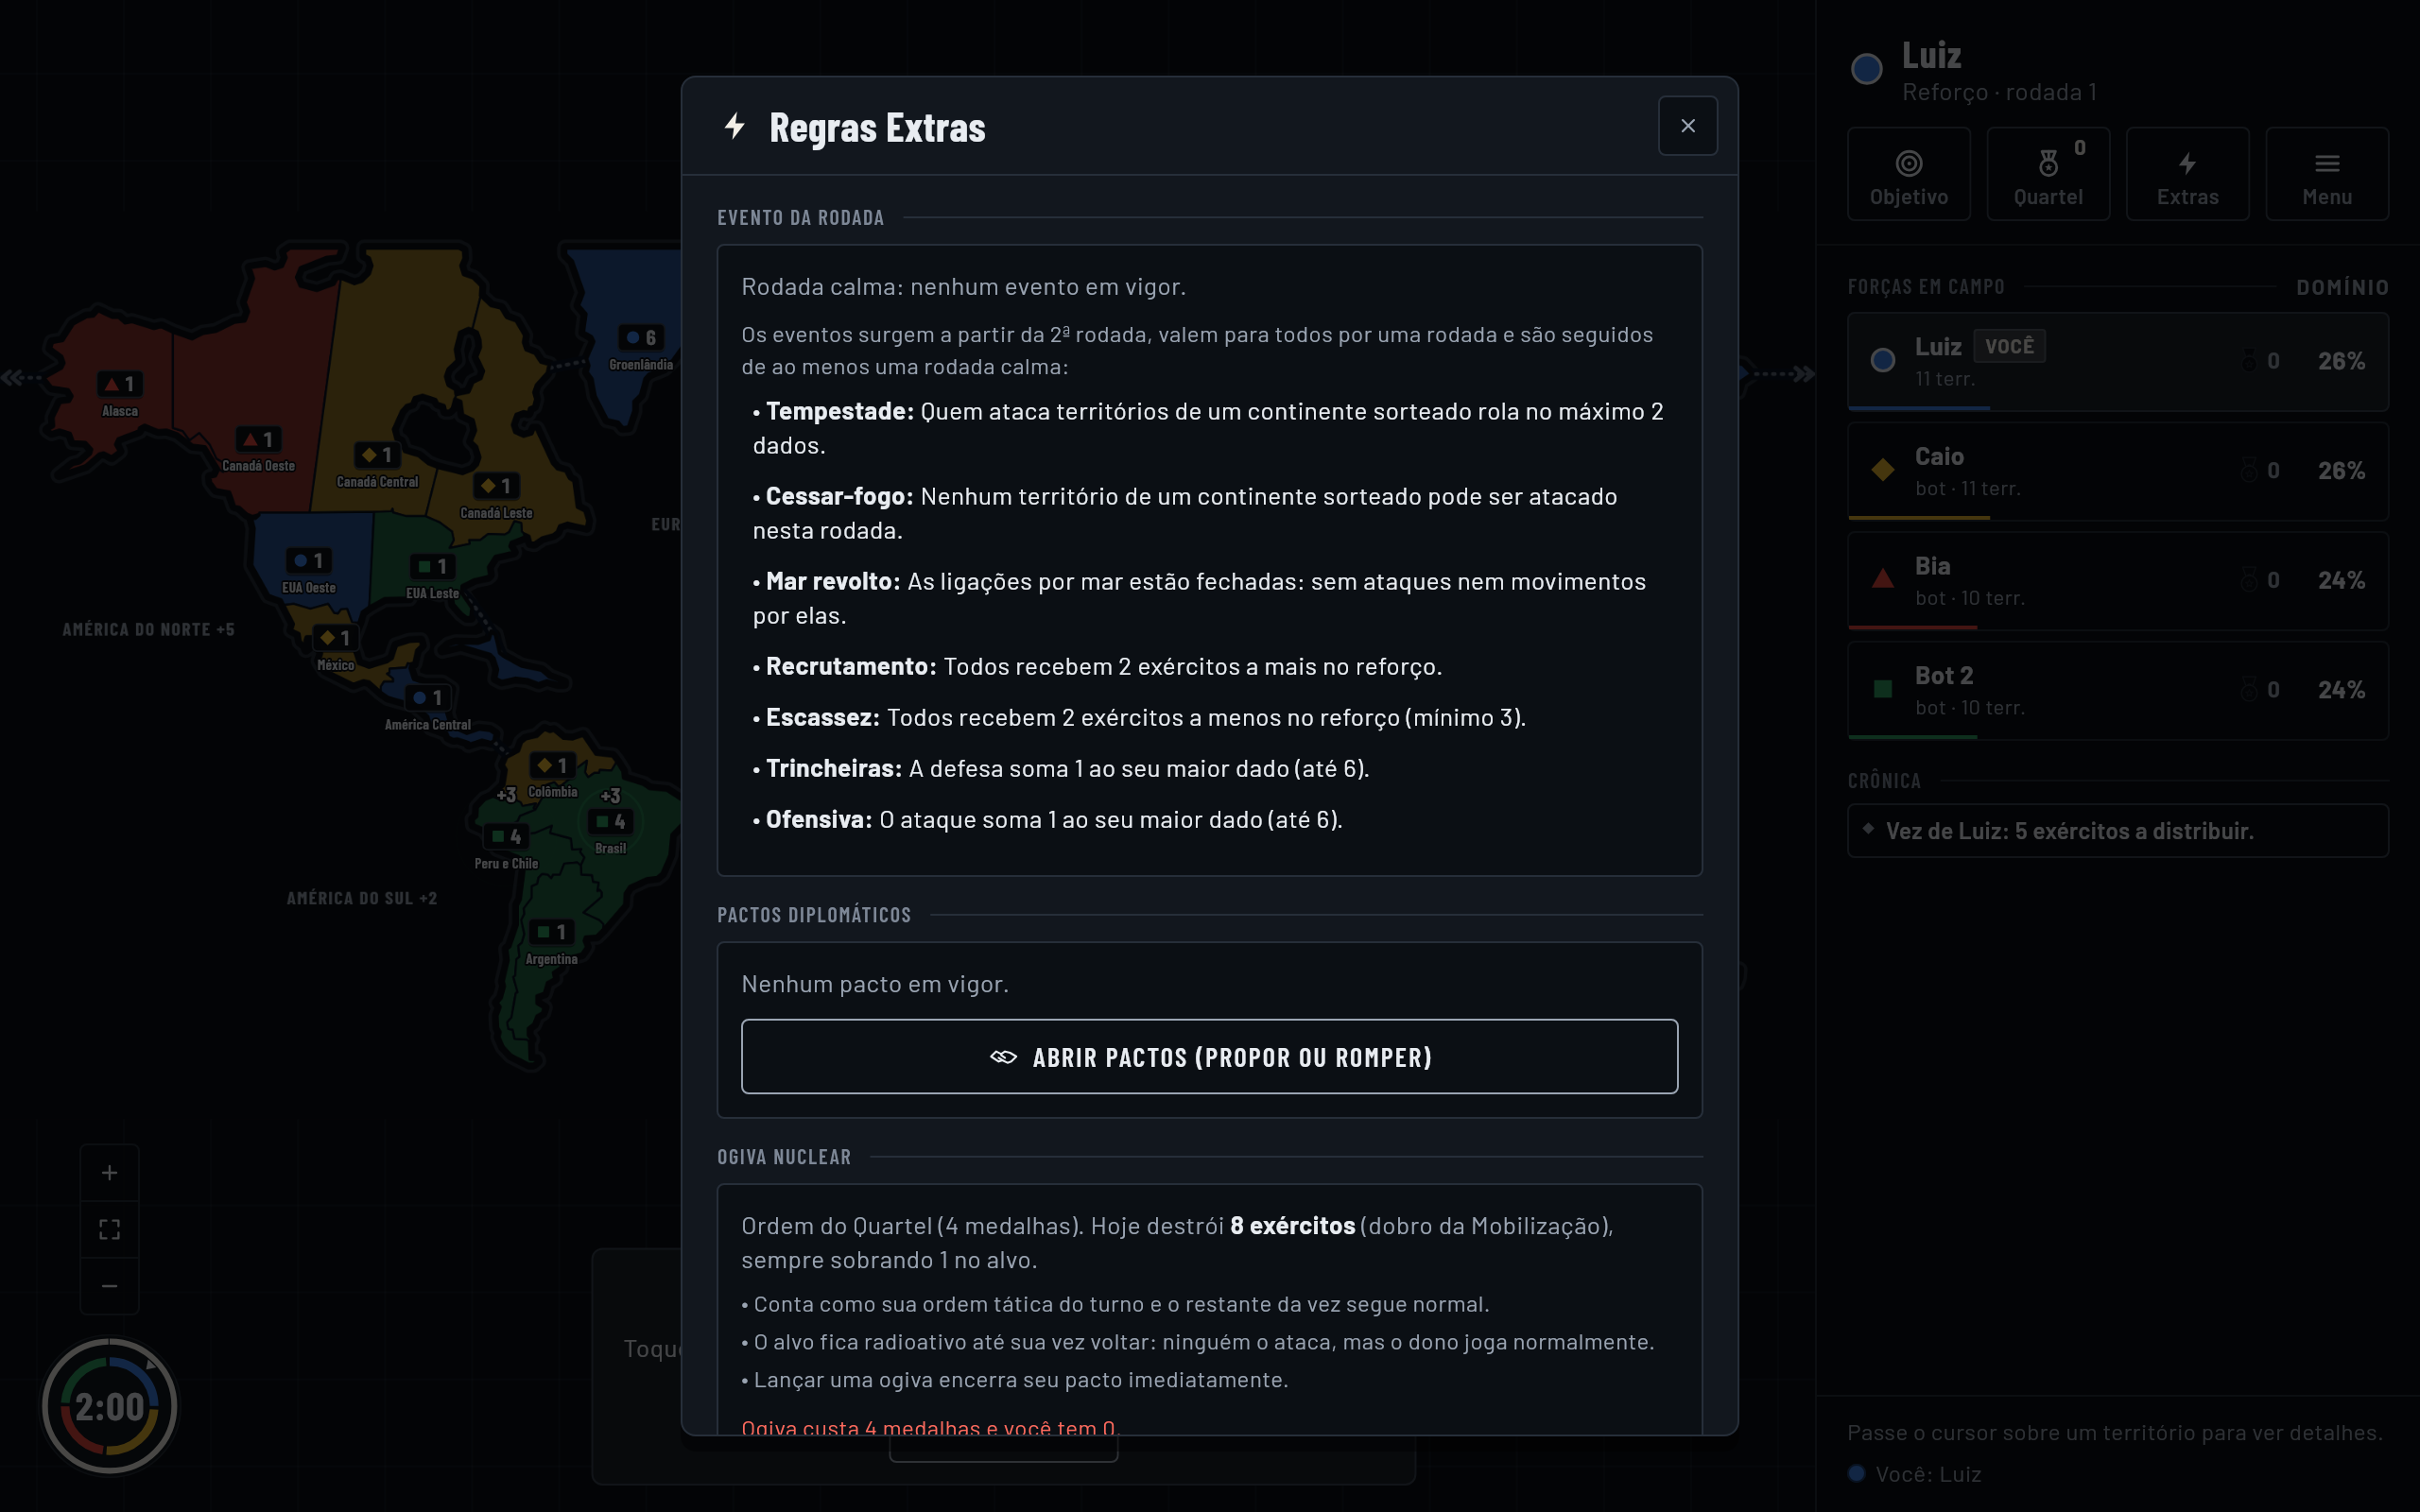 Regras Extras
EVENTO DA RODADA
Rodada calma: nenhum evento em vigor.
Os eventos surgem a partir da 2ª rodada, valem para todos por uma rodada e são seguidos
de ao menos uma rodada calma:
• Tempestade: Quem ataca territórios de um continente sorteado rola no máximo 2
dados.
• Cessar-fogo: Nenhum território de um continente sorteado pode ser atacado
nesta rodada.
• Mar revolto: As ligações por mar estão fechadas: sem ataques nem movimentos
por elas.
• Recrutamento: Todos recebem 2 exércitos a mais no reforço.
• Escassez: Todos recebem 2 exércitos a menos no reforço (mínimo 3).
• Trincheiras: A defesa soma 1 ao seu maior dado (até 6).
• Ofensiva: O ataque soma 1 ao seu maior dado (até 6).
PACTOS DIPLOMÁTICOS
Nenhum pacto em vigor.
ABRIR PACTOS (PROPOR OU ROMPER)
OGIVA NUCLEAR
Ordem do Quartel (4 medalhas). Hoje destrói 8 exércitos (dobro da Mobilização),
sempre sobrando 1 no alvo.
• Conta como sua ordem tática do turno e o restante da vez segue normal.
• O alvo fica radioativo até sua vez voltar: ninguém o ataca, mas o dono joga normalmente.
• Lançar uma ogiva encerra seu pacto imediatamente.
Ogiva custa 4 medalhas e você tem 0.
6
Groenlândia
1
Alasca
1
Canadá Oeste
1
Canadá Central
1
Canadá Leste
EUR
1
EUA Oeste
1
EUA Leste
AMÉRICA DO NORTE +5
1
México
1
América Central
1
Colômbia
+3
+3
4
Peru e Chile
4
Brasil
AMÉRICA DO SUL +2
1
Argentina
+
−
2:00
Toque
Luiz
Reforço · rodada 1
Objetivo
0
Quartel
Extras
Menu
FORÇAS EM CAMPO
DOMÍNIO
Luiz VOCÊ
11 terr.
0 26%
Caio
bot · 11 terr.
0 26%
Bia
bot · 10 terr.
0 24%
Bot 2
bot · 10 terr.
0 24%
CRÔNICA
Vez de Luiz: 5 exércitos a distribuir.
Passe o cursor sobre um território para ver detalhes.
Você: Luiz